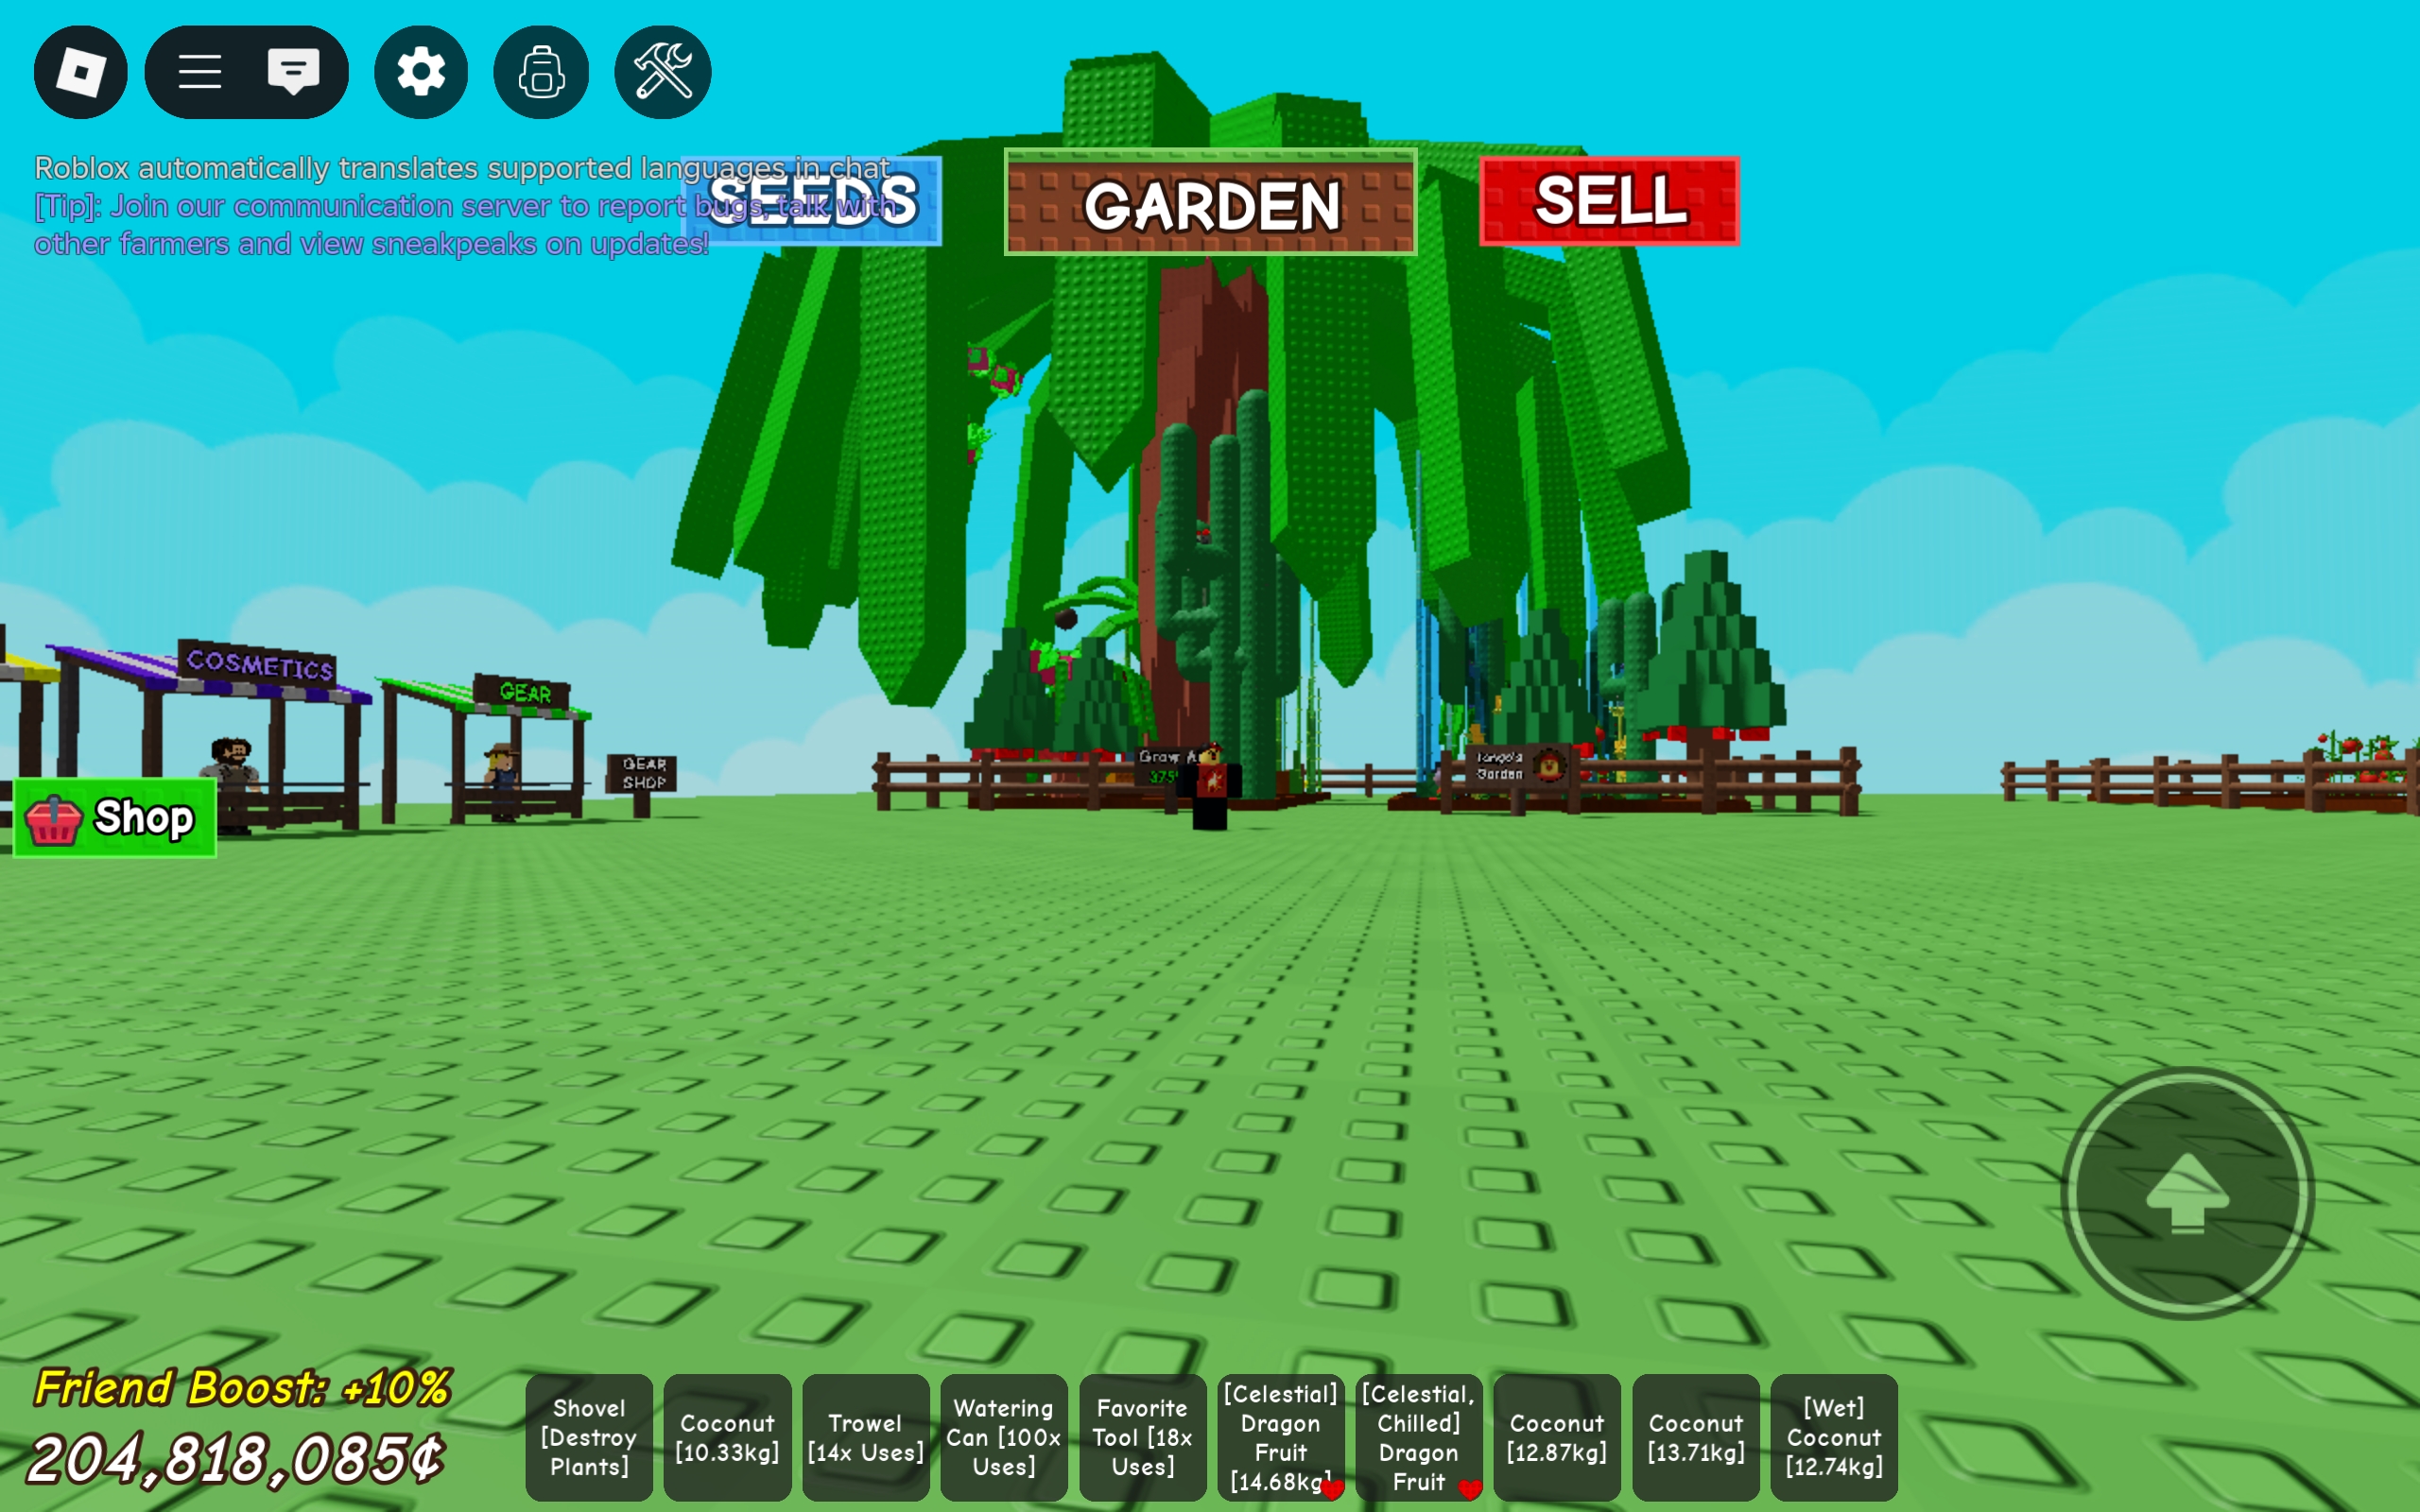 Roblox automatically translates supported languages in chat
[Tip]: Join our communication server to report bugs, talk with
other farmers and view sneakpeaks on updates!
SEEDS
GARDEN
SELL
COSMETICS
GEAR
GEAR
SHOP
Garden
Shop
Friend Boost: +10%
204,818,085¢
Shovel
[Destroy
Plants]
Coconut
[10.33kg]
Trowel
[14x Uses]
Watering
Can [100x
Uses]
Favorite
Tool [18x
Uses]
[Celestial]
Dragon
Fruit
[14.68kg]
[Celestial,
Chilled]
Dragon
Fruit
Coconut
[12.87kg]
Coconut
[13.71kg]
[Wet]
Coconut
[12.74kg]